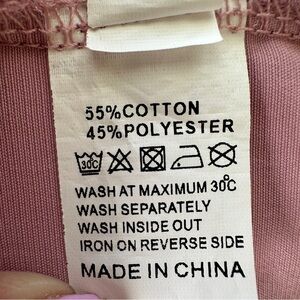 55%COTTON
45%POLYESTER
30C
WASH AT MAXIMUM 30℃
WASH SEPARATELY
WASH INSIDE OUT
IRON ON REVERSE SIDE
MADE IN CHINA